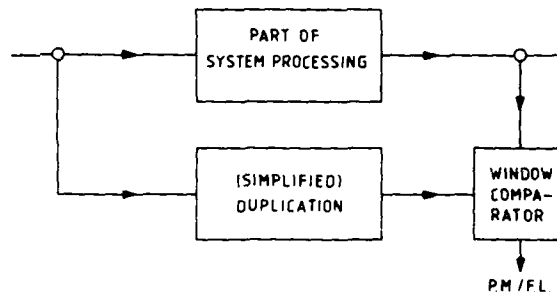 PART OF
SYSTEM PROCESSING
(SIMPLIFIED)
DUPLICATION
WINDOW
COMPA-
RATOR
P.M./F.L.